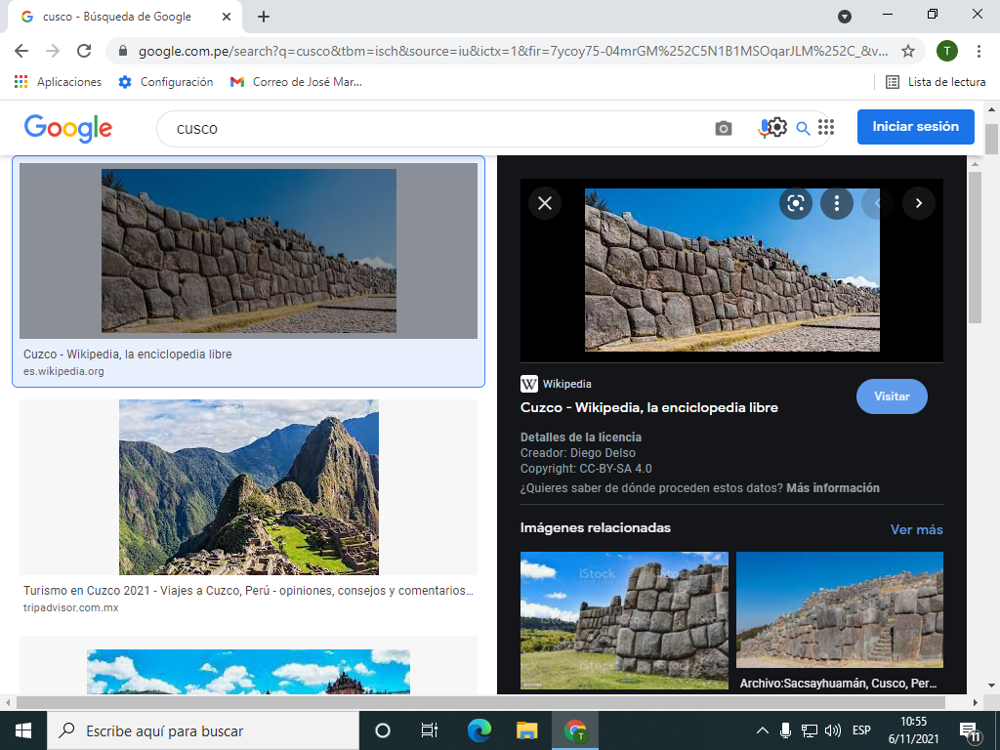 cusco - Búsqueda de Google
google.com.pe/search?q=cusco&tbm=isch&source=iu&ictx=1&fir=7ycoy75-04mrGM%252C5N1B1MSOqarJLM%252C_&v...
T
Aplicaciones
Configuración
Correo de José Mar...
Lista de lectura
Google
cusco
Iniciar sesión
Cuzco - Wikipedia, la enciclopedia libre
es.wikipedia.org
Turismo en Cuzco 2021 - Viajes a Cuzco, Perú - opiniones, consejos y comentarios...
tripadvisor.com.mx
W Wikipedia
Cuzco - Wikipedia, la enciclopedia libre
Visitar
Detalles de la licencia
Creador: Diego Delso
Copyright: CC-BY-SA 4.0
¿Quieres saber de dónde proceden estos datos? Más información
Imágenes relacionadas
Ver más
iStock
iStock
iStock
Archivo:Sacsayhuamán, Cusco, Per...
Escribe aquí para buscar
T
ESP
10:55
6/11/2021
11